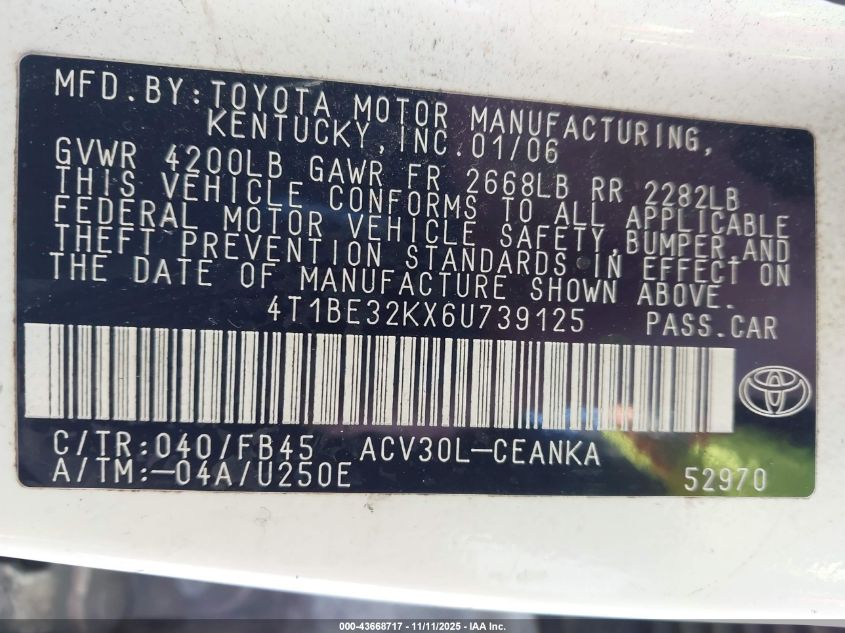 MFD.BY:TOYOTA MOTOR MANUFACTURING,
KENTUCKY,INC.01/06
GVWR 4200LB GAWR FR 2668LB RR 2282LB
THIS VEHICLE CONFORMS TO ALL APPLICABLE
FEDERAL MOTOR VEHICLE SAFETY,BUMPER,AND
THEFT PREVENTION STANDARDS IN EFFECT ON
THE DATE OF MANUFACTURE SHOWN ABOVE.
4T1BE32KX6U739125 PASS.CAR
C/TR:040/FB45 ACV30L-CEANKA
A/TM:-04A/U250E 52970
000-43668717 - 11/11/2025 - IAA Inc.